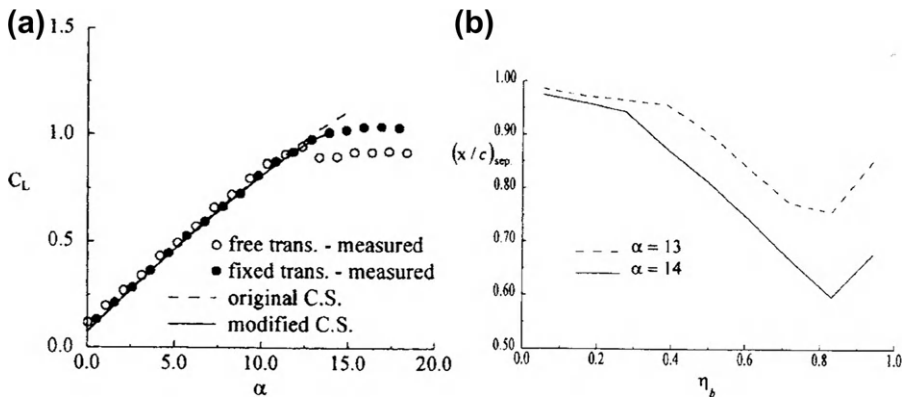 (a)
1.5
1.0
C_L
0.5
0.0
0.0 5.0 10.0 15.0 20.0
α
○ free trans. - measured
● fixed trans. - measured
original C.S.
modified C.S.
(b)
1.00
0.90
(x/c)sep
0.80
0.70
0.60
0.50
0.0 0.2 0.4 0.6 0.8 1.0
η_b
α = 13
α = 14